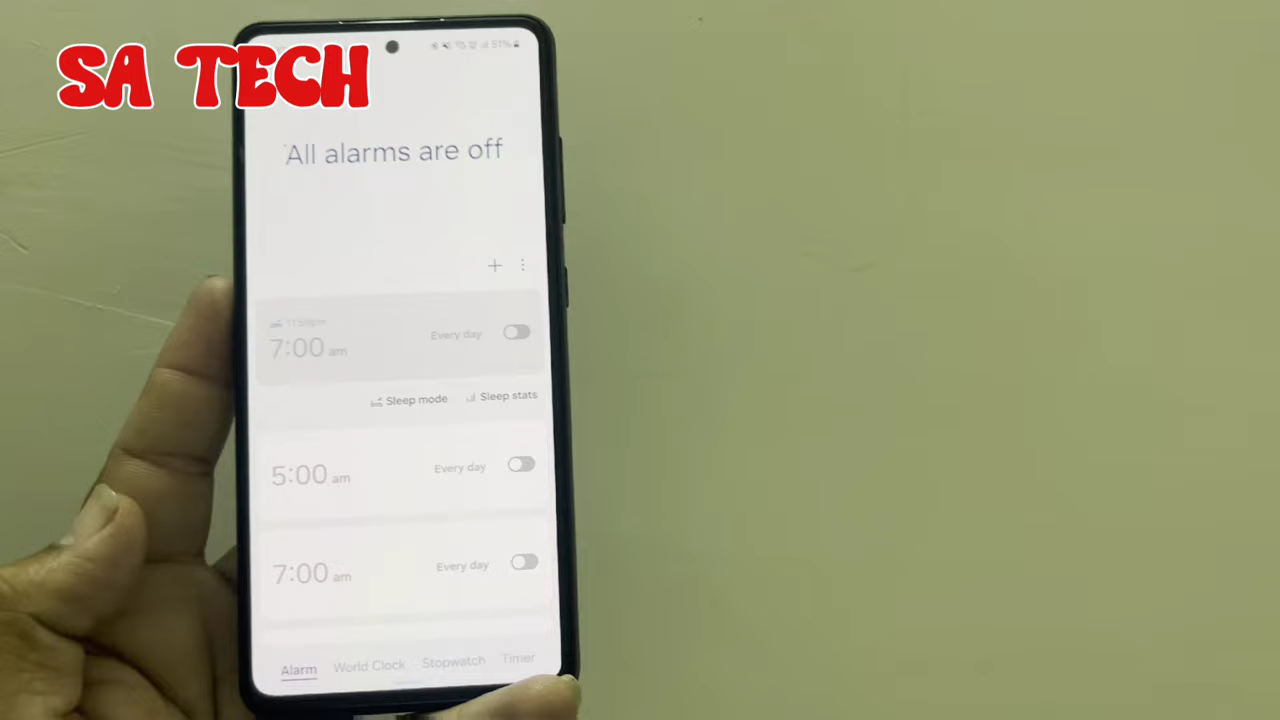 SA TECH
57%
All alarms are off
7:00 am Every day
Sleep mode Sleep stats
5:00 am Every day
7:00 am Every day
Alarm World Clock Stopwatch Timer